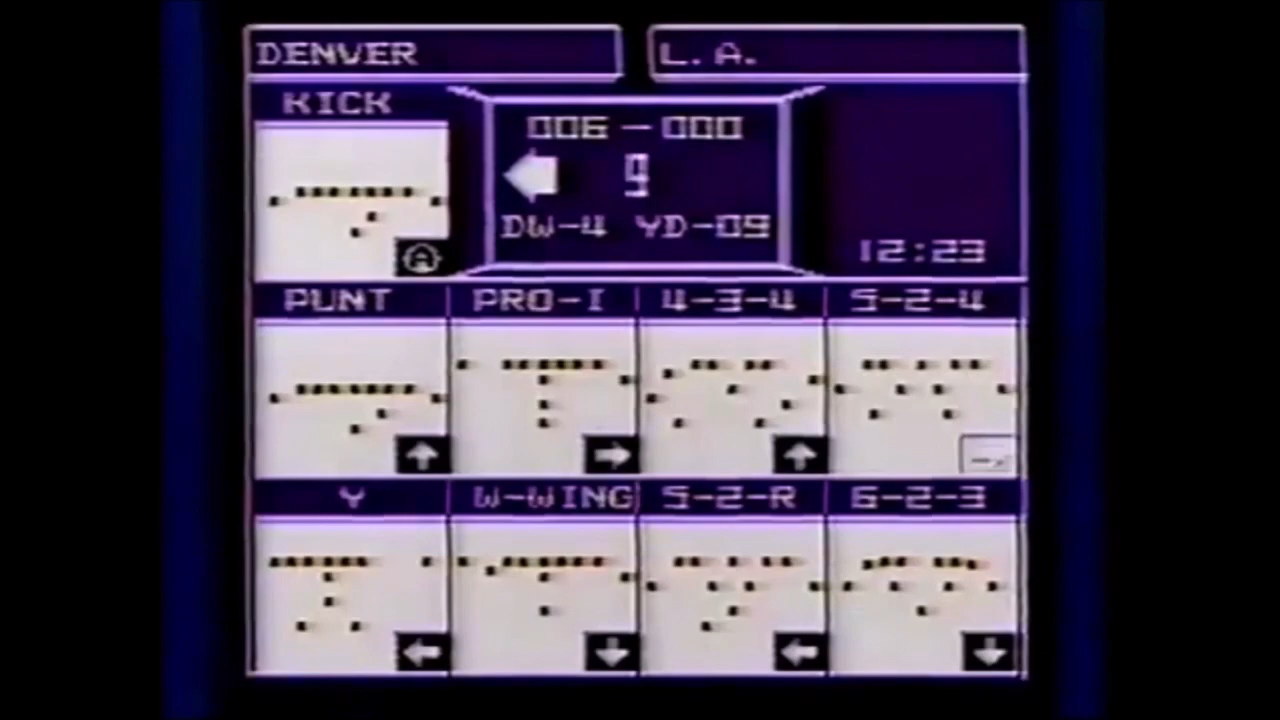 DENVER L.A.
KICK
006-000
9
DW-4 YD-09
12:23
PUNT PRO-I 4-3-4 5-2-4
Y W-WING 5-2-R 6-2-3
A